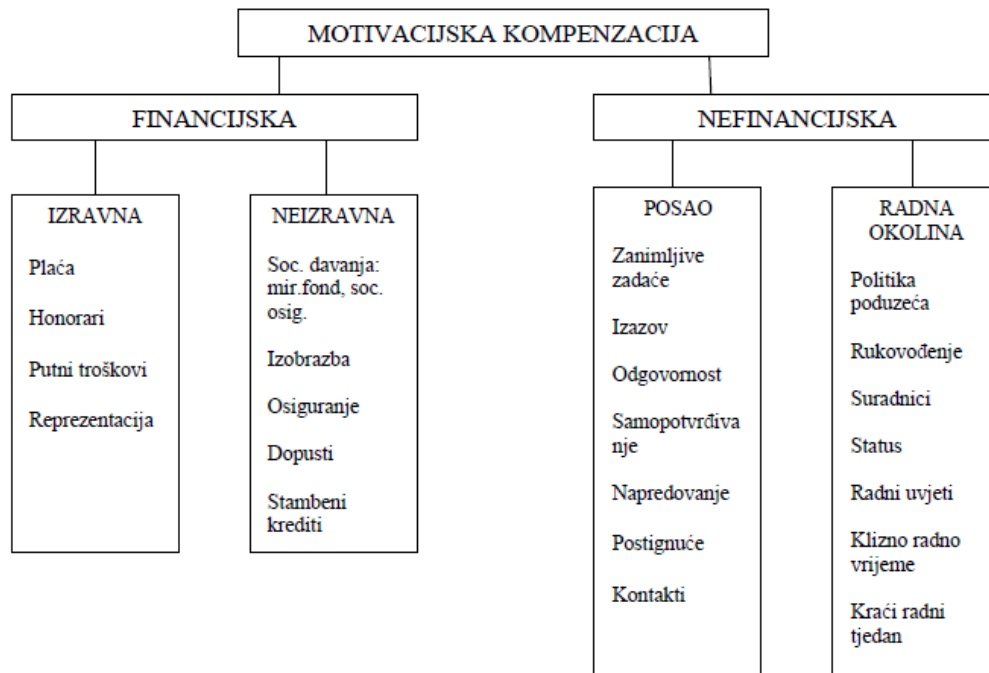 MOTIVACIJSKA KOMPENZACIJA
FINANCIJSKA
NEFINANCIJSKA
IZRAVNA
Plaća
Honorari
Putni troškovi
Reprezentacija
NEIZRAVNA
Soc. davanja:
mir.fond, soc.
osig.
Izobrazba
Osiguranje
Dopusti
Stambeni
krediti
POSAO
Zanimljive
zadaće
Izazov
Odgovornost
Samopotvrđiva
nje
Napredovanje
Postignuće
Kontakti
RADNA
OKOLINA
Politika
poduzeća
Rukovođenje
Suradnici
Status
Radni uvjeti
Klizno radno
vrijeme
Kraći radni
tjedan